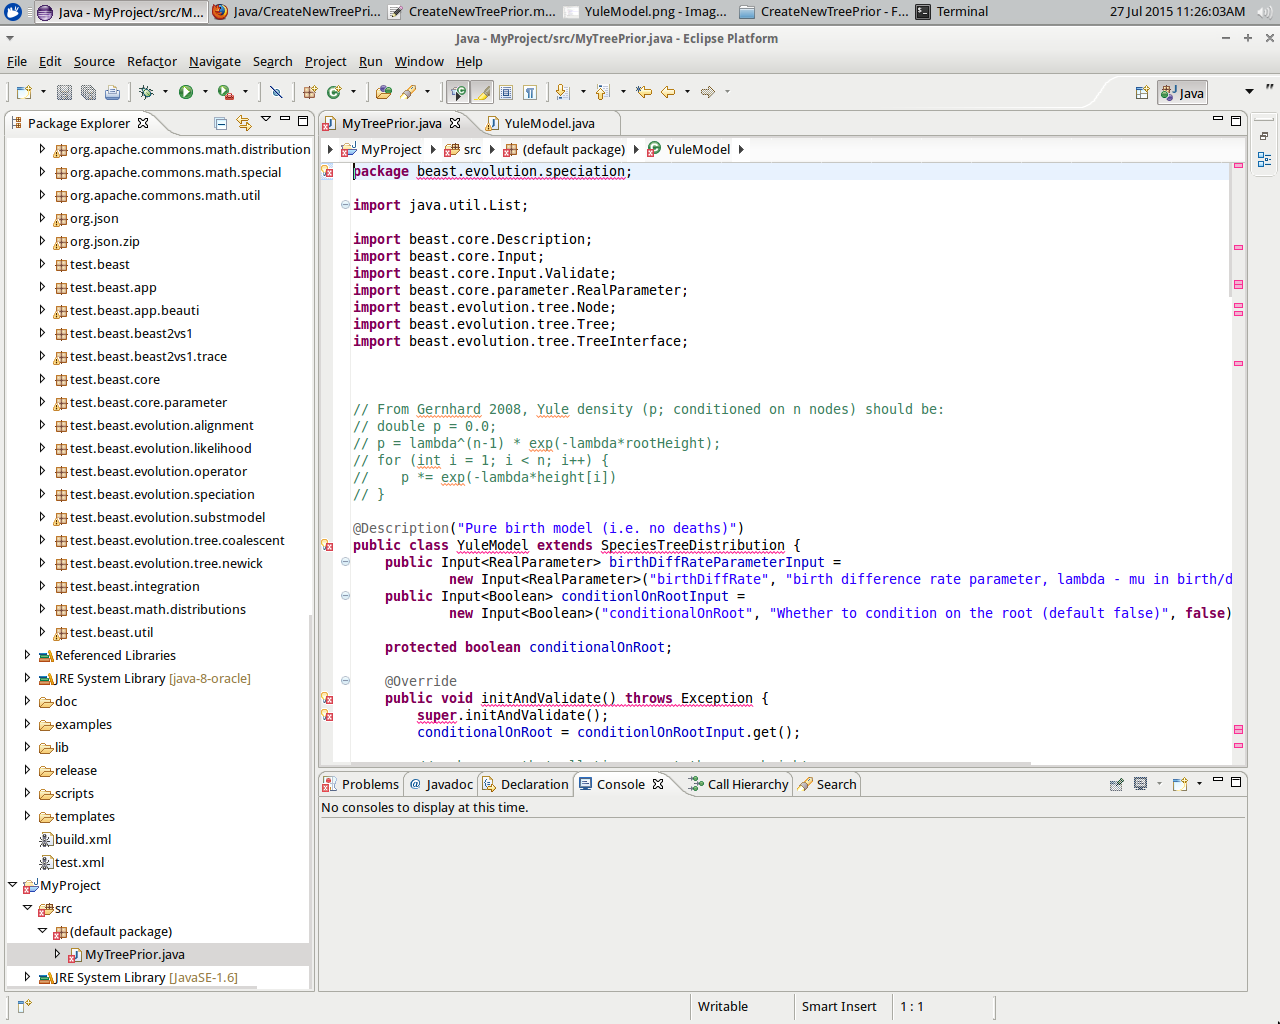 Java - MyProject/src/M... Java/CreateNewTreePri... CreateNewTreePrior.m... YuleModel.png - Imag... CreateNewTreePrior - F... Terminal 27 Jul 2015 11:26:03AM
Java - MyProject/src/MyTreePrior.java - Eclipse Platform
File Edit Source Refactor Navigate Search Project Run Window Help
Java
Package Explorer
org.apache.commons.math.distribution
org.apache.commons.math.special
org.apache.commons.math.util
org.json
org.json.zip
test.beast
test.beast.app
test.beast.app.beauti
test.beast.beast2vs1
test.beast.beast2vs1.trace
test.beast.core
test.beast.core.parameter
test.beast.evolution.alignment
test.beast.evolution.likelihood
test.beast.evolution.operator
test.beast.evolution.speciation
test.beast.evolution.substmodel
test.beast.evolution.tree.coalescent
test.beast.evolution.tree.newick
test.beast.integration
test.beast.math.distributions
test.beast.util
Referenced Libraries
JRE System Library [java-8-oracle]
doc
examples
lib
release
scripts
templates
build.xml
test.xml
MyProject
src
(default package)
MyTreePrior.java
JRE System Library [JavaSE-1.6]
MyTreePrior.java YuleModel.java
MyProject src (default package) YuleModel
package beast.evolution.speciation;
import java.util.List;
import beast.core.Description;
import beast.core.Input;
import beast.core.Input.Validate;
import beast.core.parameter.RealParameter;
import beast.evolution.tree.Node;
import beast.evolution.tree.Tree;
import beast.evolution.tree.TreeInterface;
// From Gernhard 2008, Yule density (p; conditioned on n nodes) should be:
// double p = 0.0;
// p = lambda^(n-1) * exp(-lambda*rootHeight);
// for (int i = 1; i < n; i++) {
//    p *= exp(-lambda*height[i])
// }
@Description("Pure birth model (i.e. no deaths)")
public class YuleModel extends SpeciesTreeDistribution {
public Input<RealParameter> birthDiffRateParameterInput =
new Input<RealParameter>("birthDiffRate", "birth difference rate parameter, lambda - mu in birth/d
public Input<Boolean> conditionlOnRootInput =
new Input<Boolean>("conditionalOnRoot", "Whether to condition on the root (default false)", false)
protected boolean conditionalOnRoot;
@Override
public void initAndValidate() throws Exception {
super.initAndValidate();
conditionalOnRoot = conditionlOnRootInput.get();
Problems @ Javadoc Declaration Console Call Hierarchy Search
No consoles to display at this time.
Writable Smart Insert 1 : 1